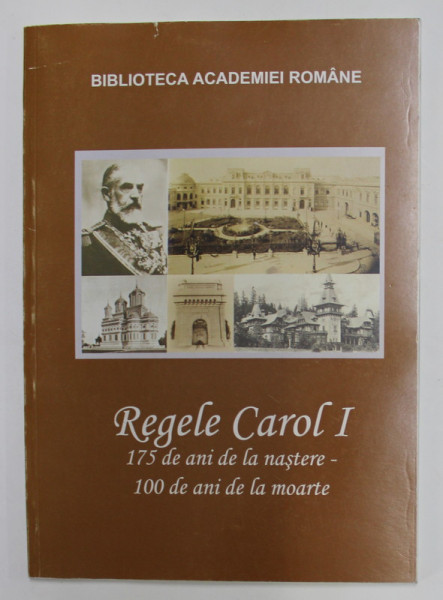 BIBLIOTECA ACADEMIEI ROMÂNE
Regele Carol I
175 de ani de la naştere -
100 de ani de la moarte